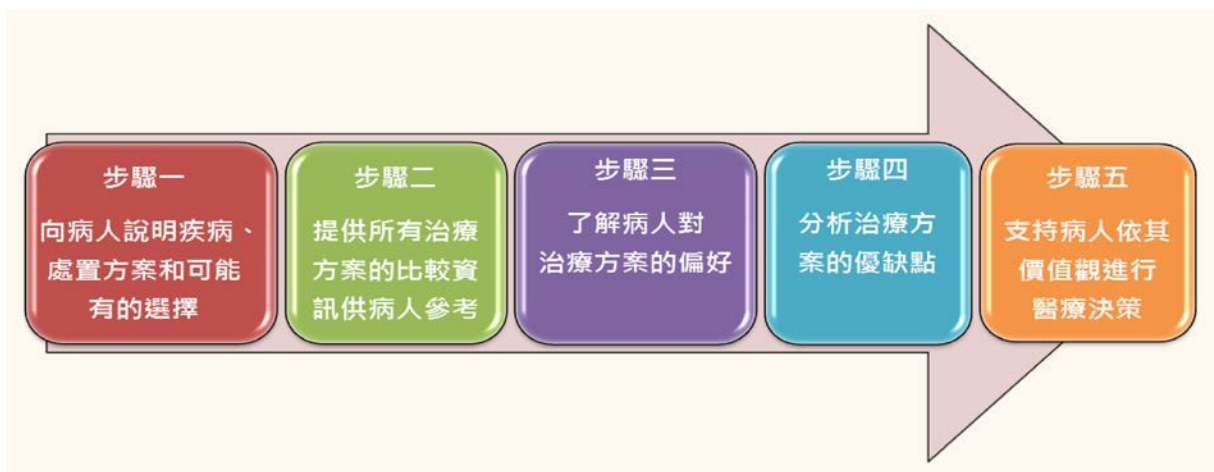 步驟一
向病人說明疾病、
處置方案和可能
有的選擇
步驟二
提供所有治療
方案的比較資
訊供病人參考
步驟三
了解病人對
治療方案的偏好
步驟四
分析治療方
案的優缺點
步驟五
支持病人依其
價值觀進行
醫療決策